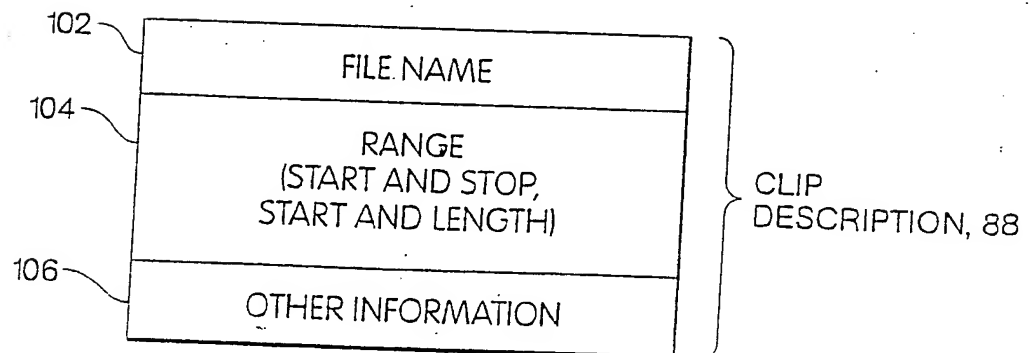 102
FILE NAME
104
RANGE
(START AND STOP,
START AND LENGTH)
CLIP
DESCRIPTION, 88
106
OTHER INFORMATION